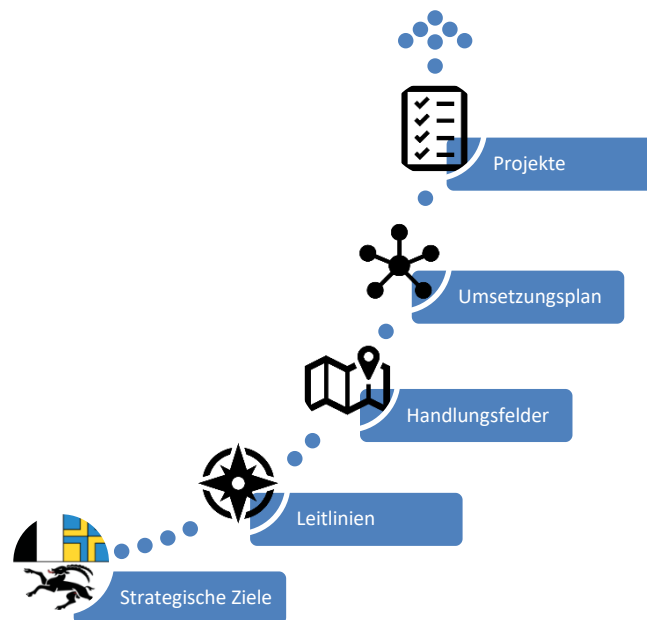 Projekte
Umsetzungsplan
Handlungsfelder
Leitlinien
Strategische Ziele